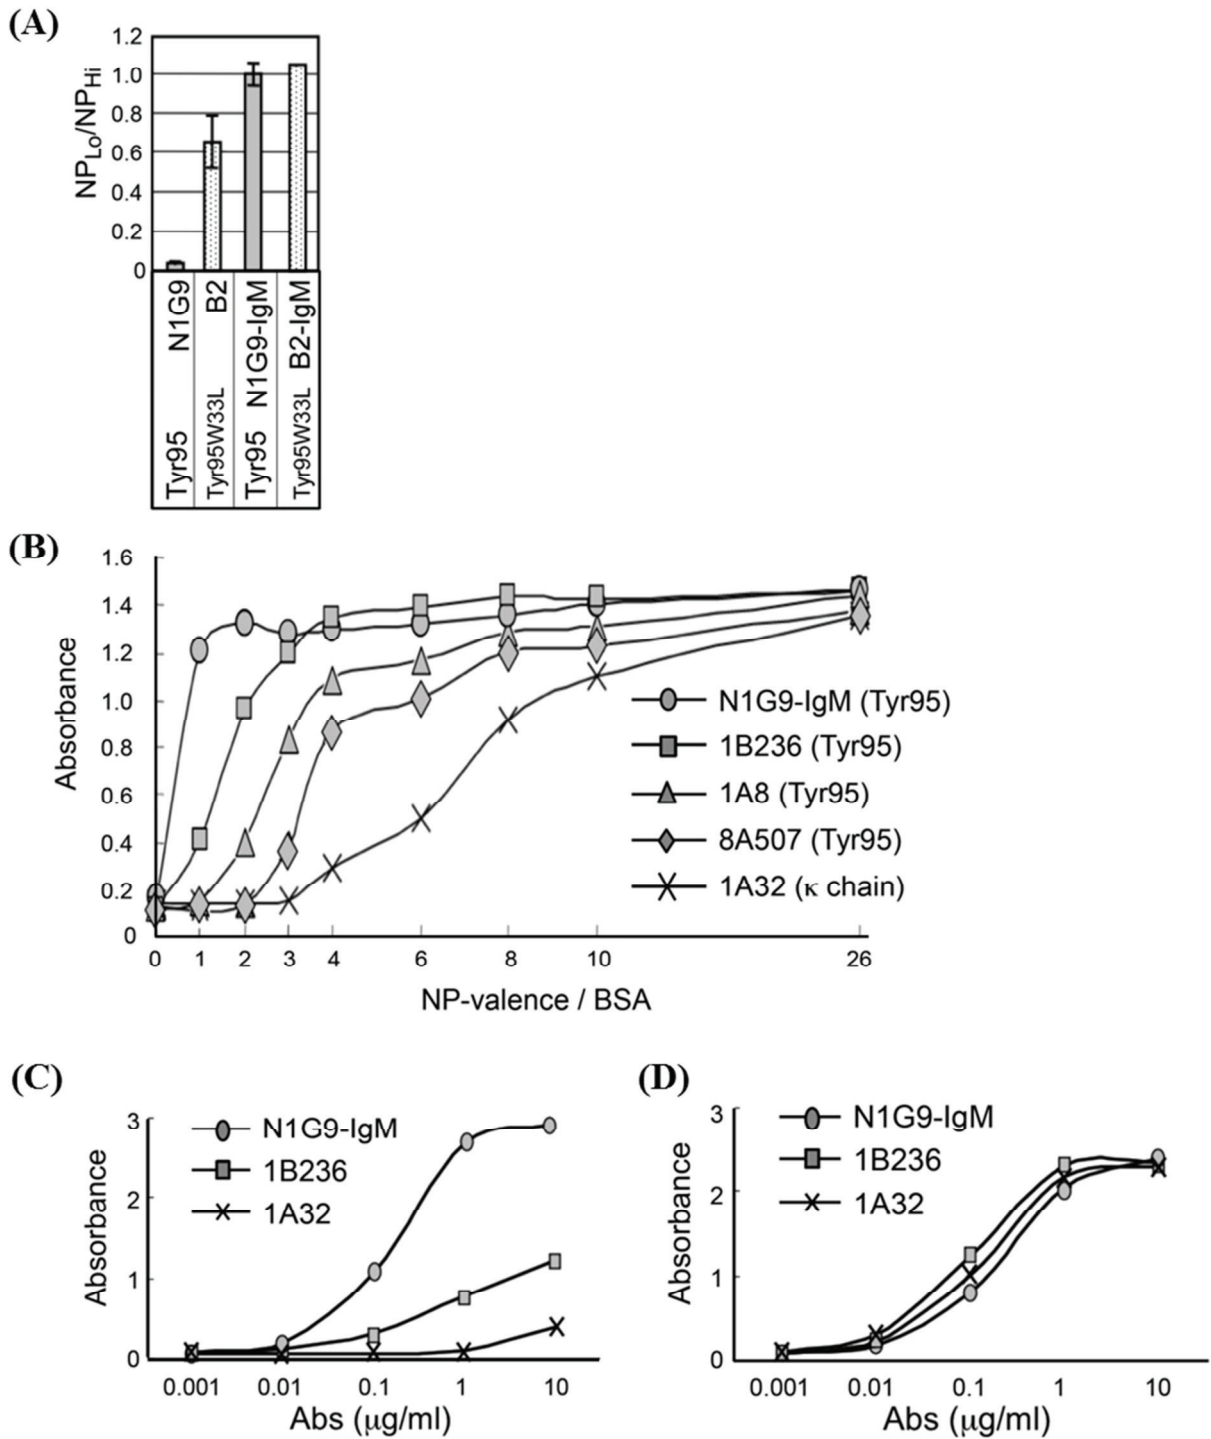 (A)
1.2
1.0
0.8
0.6
0.4
0.2
0
NPLo/NPHi
Tyr95 N1G9
Tyr95W33L B2
Tyr95 N1G9-IgM
Tyr95W33L B2-IgM
(B)
1.6
1.4
1.2
1.0
0.8
0.6
0.4
0.2
0
Absorbance
0 1 2 3 4 6 8 10 26
NP-valence / BSA
N1G9-IgM (Tyr95)
1B236 (Tyr95)
1A8 (Tyr95)
8A507 (Tyr95)
1A32 (κ chain)
(C)
3
2
1
0
Absorbance
N1G9-IgM
1B236
1A32
0.001 0.01 0.1 1 10
Abs (μg/ml)
(D)
3
2
1
0
Absorbance
N1G9-IgM
1B236
1A32
0.001 0.01 0.1 1 10
Abs (μg/ml)